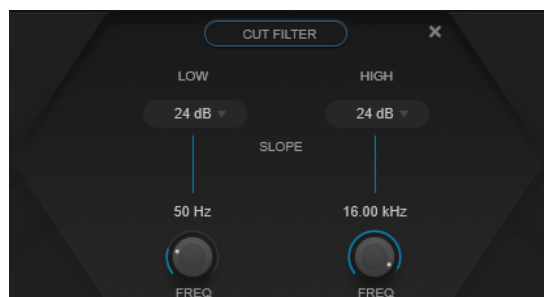 CUT FILTER
LOW HIGH
24 dB 24 dB
SLOPE
50 Hz 16.00 kHz
FREQ FREQ